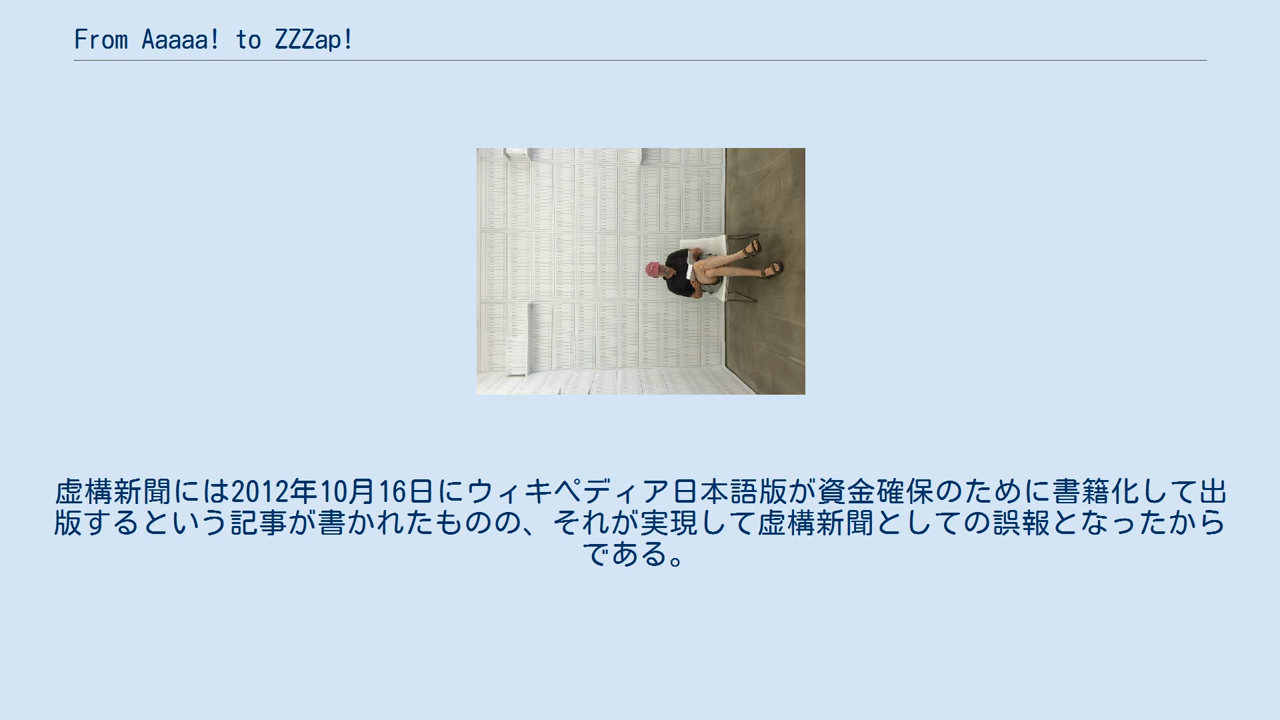 From Aaaaa! to ZZZap!
虚構新聞には2012年10月16日にウィキペディア日本語版が資金確保のために書籍化して出
版するという記事が書かれたものの、それが実現して虚構新聞としての誤報となったから
である。